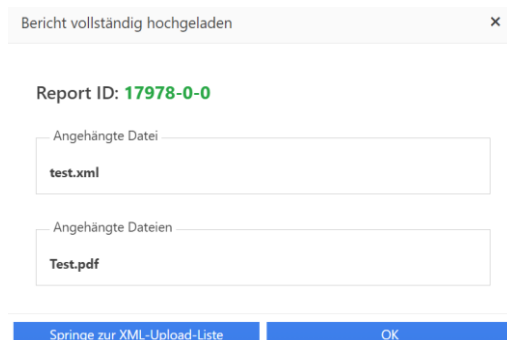 Bericht vollständig hochgeladen ×
Report ID: 17978-0-0
Angehängte Datei
test.xml
Angehängte Dateien
Test.pdf
Springe zur XML-Upload-Liste OK